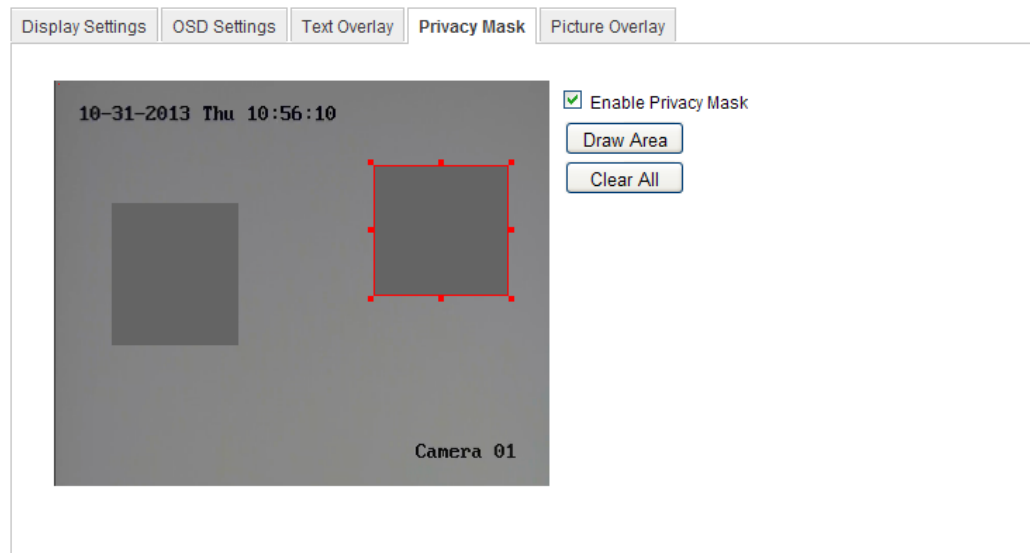 Display Settings OSD Settings Text Overlay Privacy Mask Picture Overlay
10-31-2013 Thu 10:56:10
Enable Privacy Mask
Draw Area
Clear All
Camera 01